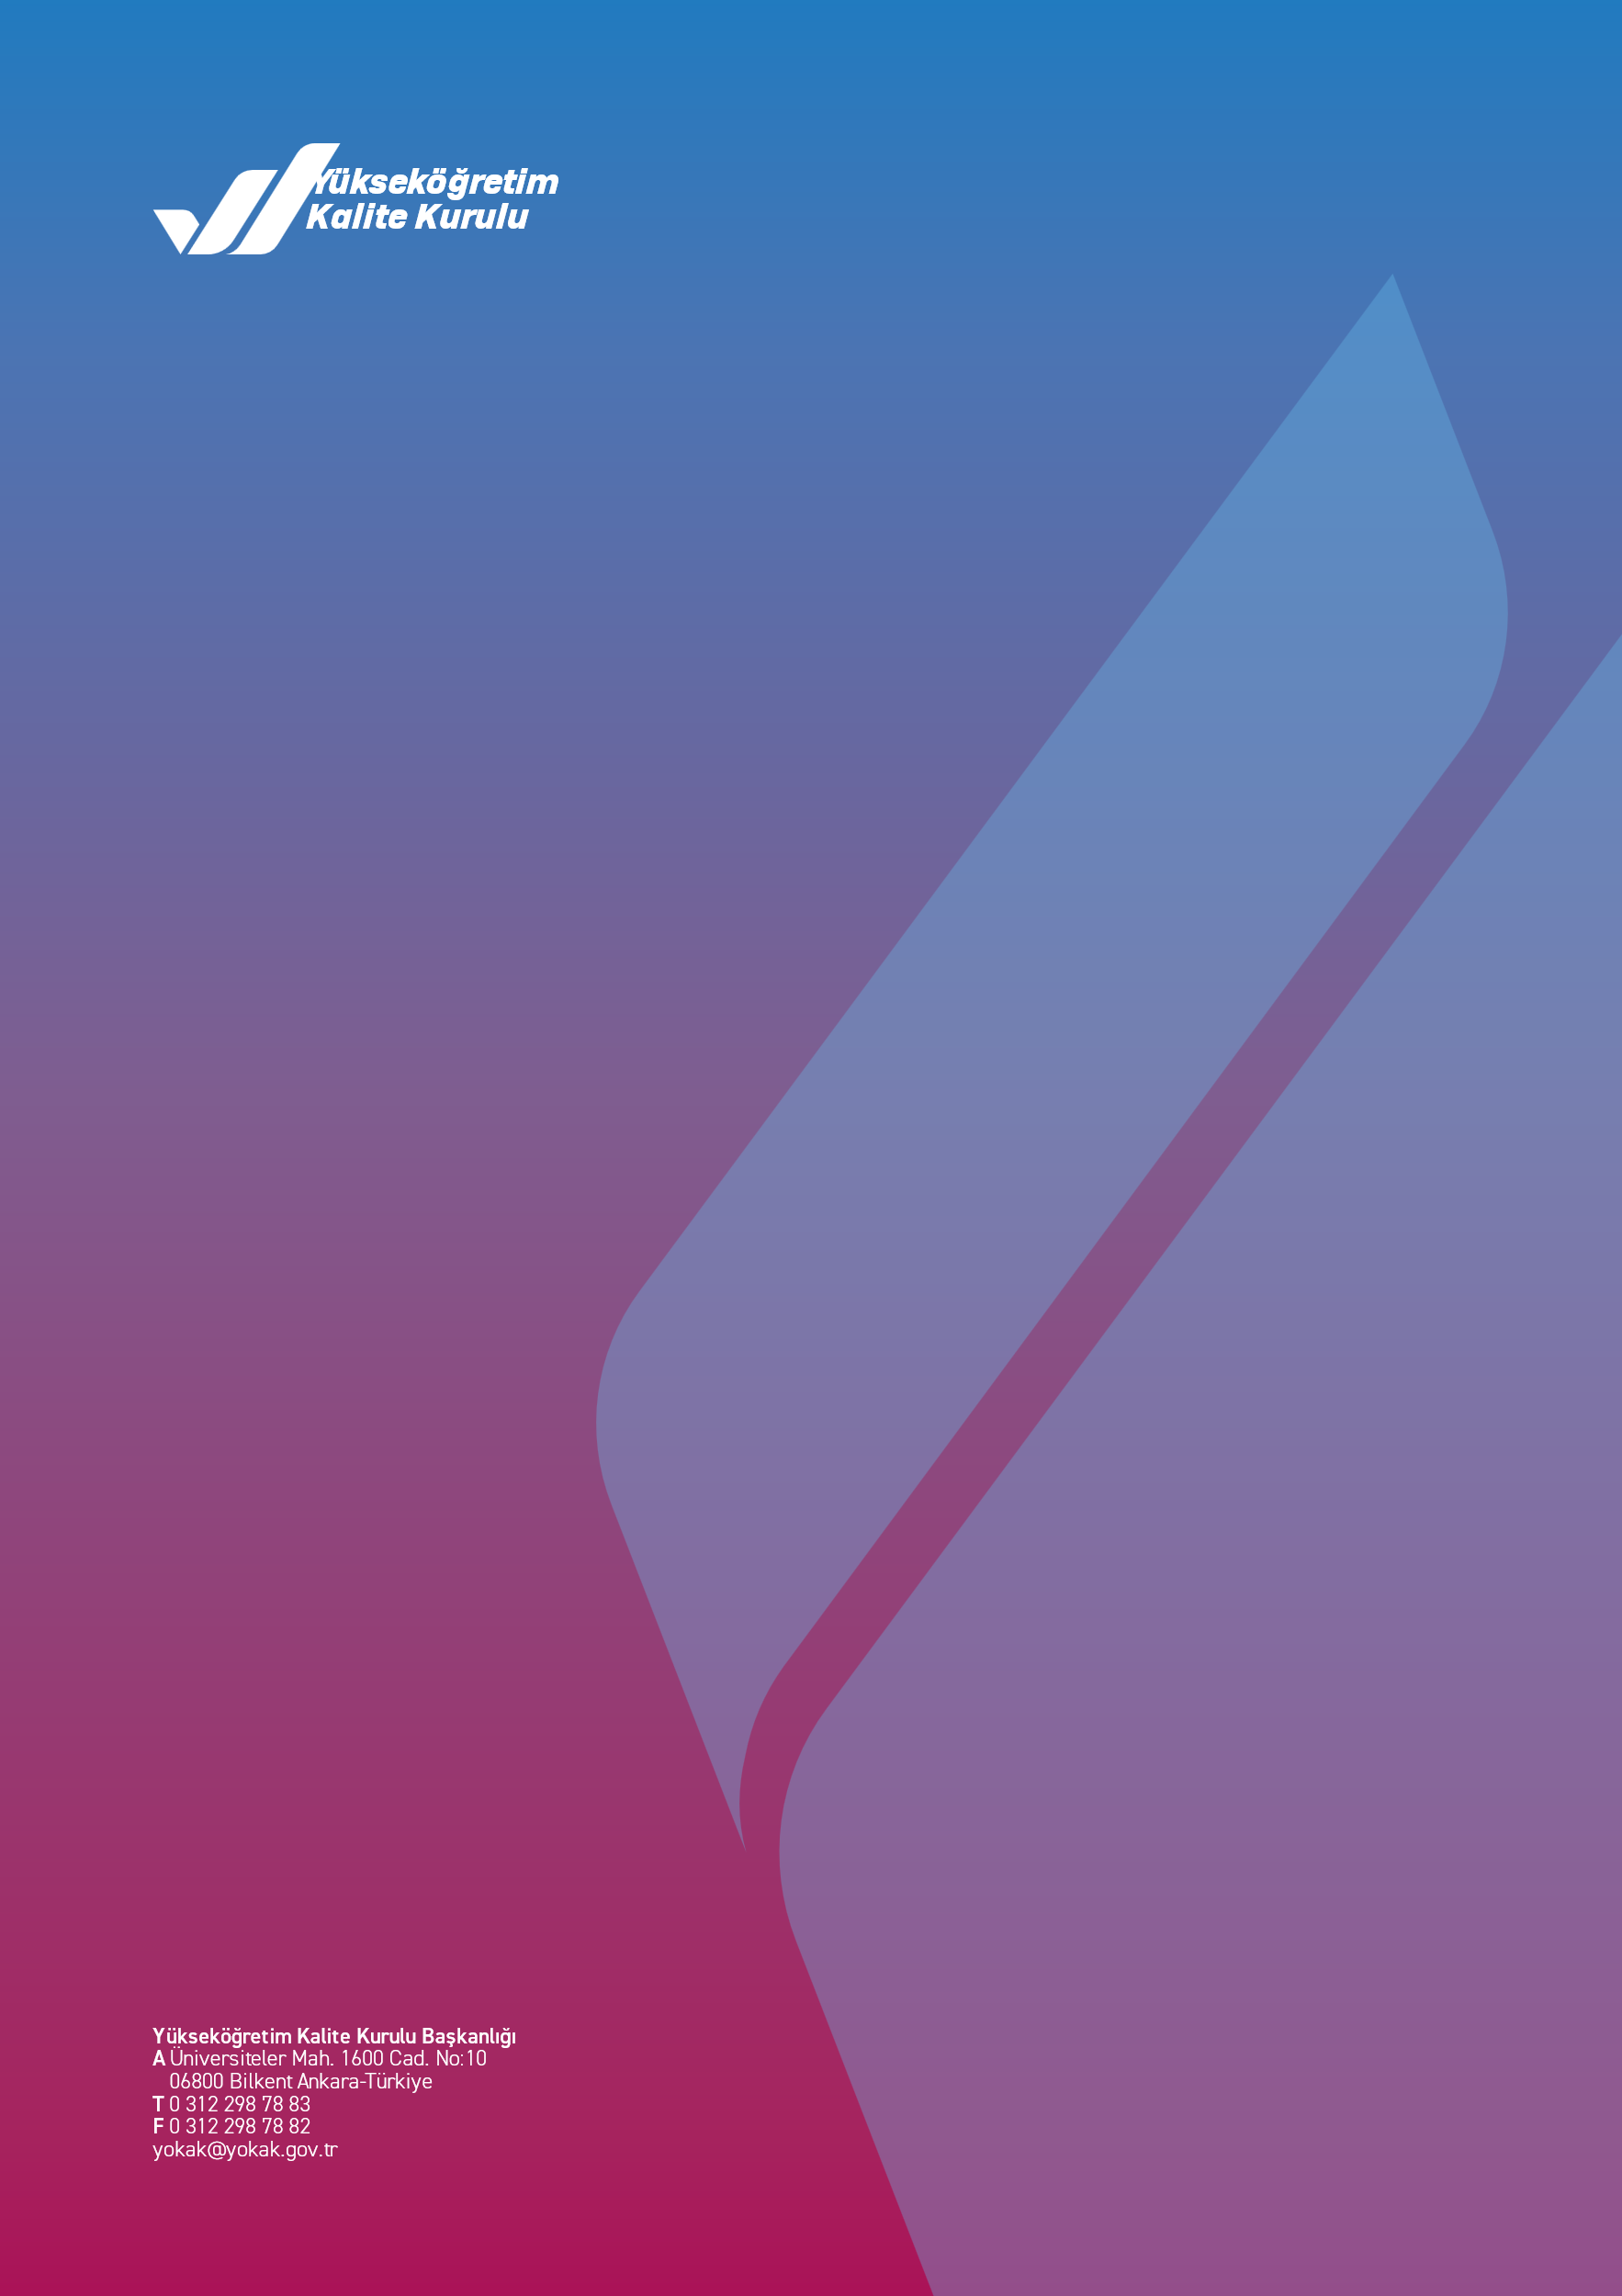 Yükseköğretim
Kalite Kurulu
Yükseköğretim Kalite Kurulu Başkanlığı
A Üniversiteler Mah. 1600 Cad. No:10
06800 Bilkent Ankara-Türkiye
T 0 312 298 78 83
F 0 312 298 78 82
yokak@yokak.gov.tr